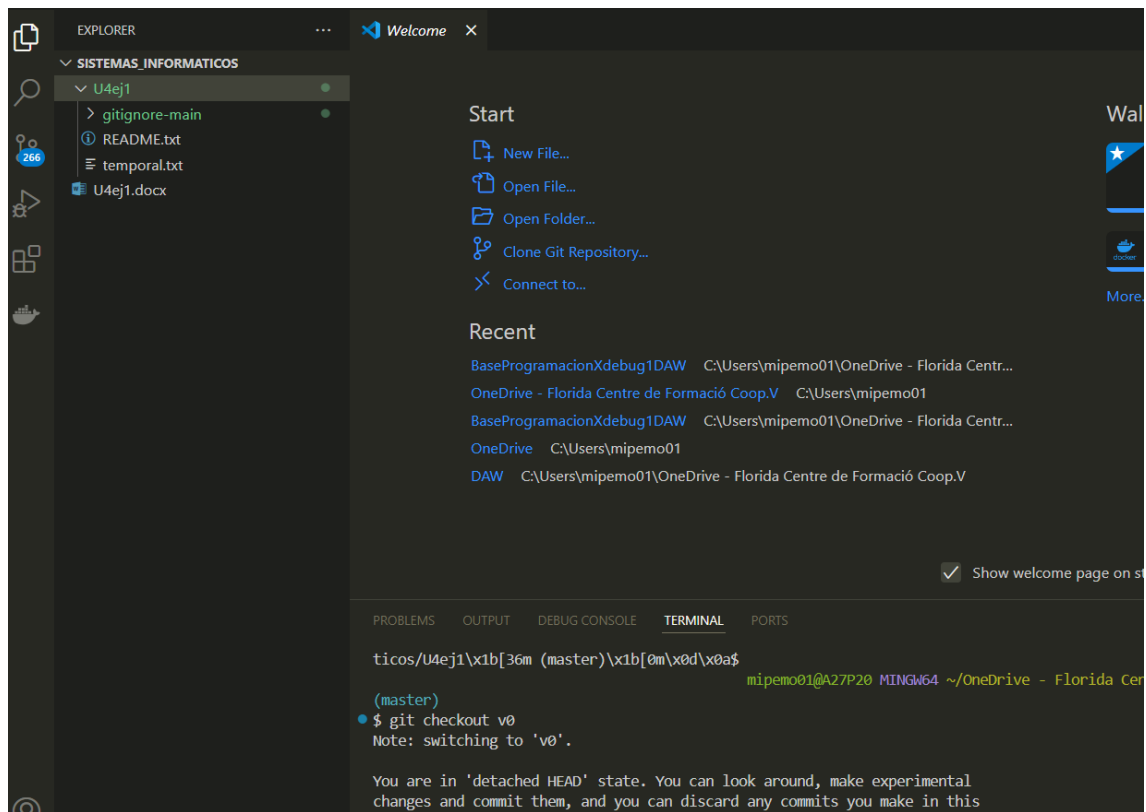 EXPLORER
Welcome
SISTEMAS_INFORMATICOS
U4ej1
gitignore-main
README.txt
temporal.txt
U4ej1.docx
266
Start
New File...
Open File...
Open Folder...
Clone Git Repository...
Connect to...
Recent
BaseProgramacionXdebug1DAW C:\Users\mipemo01\OneDrive - Florida Centr...
OneDrive - Florida Centre de Formació Coop.V C:\Users\mipemo01
BaseProgramacionXdebug1DAW C:\Users\mipemo01\OneDrive - Florida Centr...
OneDrive C:\Users\mipemo01
DAW C:\Users\mipemo01\OneDrive - Florida Centre de Formació Coop.V
Wal
docker
More.
Show welcome page on st
PROBLEMS OUTPUT DEBUG CONSOLE TERMINAL PORTS
ticos/U4ej1\x1b[36m (master)\x1b[0m\x0d\x0a$
mipemo01@A27P20 MINGW64 ~/OneDrive - Florida Cen
(master)
$ git checkout v0
Note: switching to 'v0'.
You are in 'detached HEAD' state. You can look around, make experimental
changes and commit them, and you can discard any commits you make in this